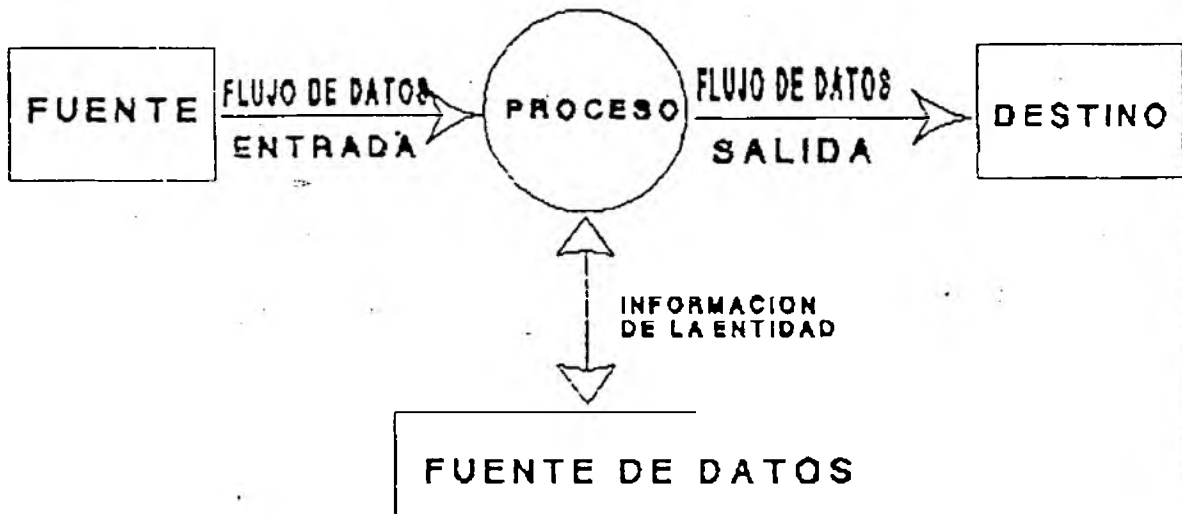 FUENTE
FLUJO DE DATOS
ENTRADA
PROCESO
FLUJO DE DATOS
SALIDA
DESTINO
INFORMACION
DE LA ENTIDAD
FUENTE DE DATOS